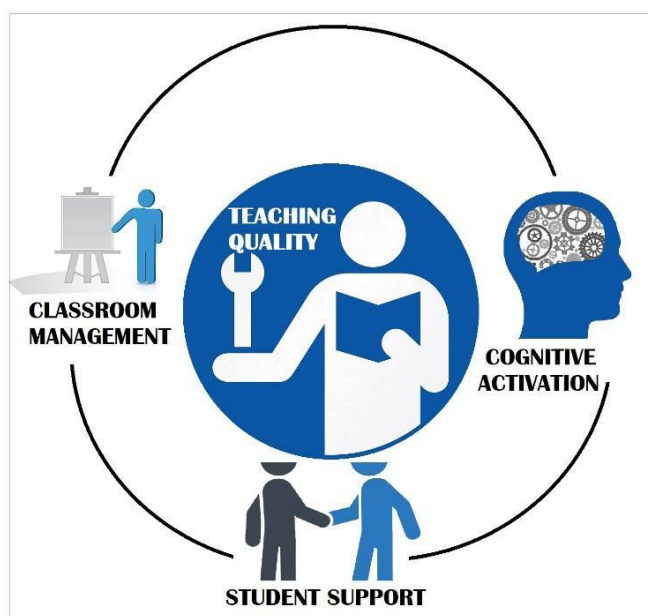 TEACHING
QUALITY
CLASSROOM
MANAGEMENT
COGNITIVE
ACTIVATION
STUDENT SUPPORT